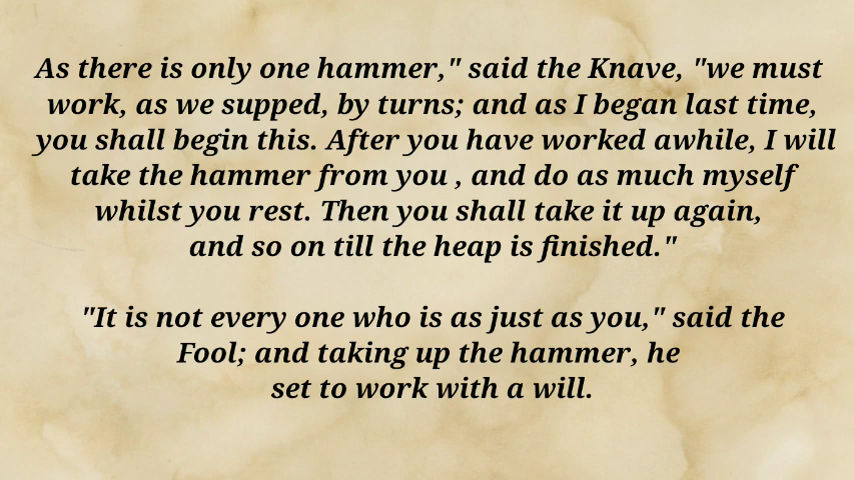 As there is only one hammer," said the Knave, "we must
work, as we supped, by turns; and as I began last time,
you shall begin this. After you have worked awhile, I will
take the hammer from you , and do as much myself
whilst you rest. Then you shall take it up again,
and so on till the heap is finished."
"It is not every one who is as just as you," said the
Fool; and taking up the hammer, he
set to work with a will.